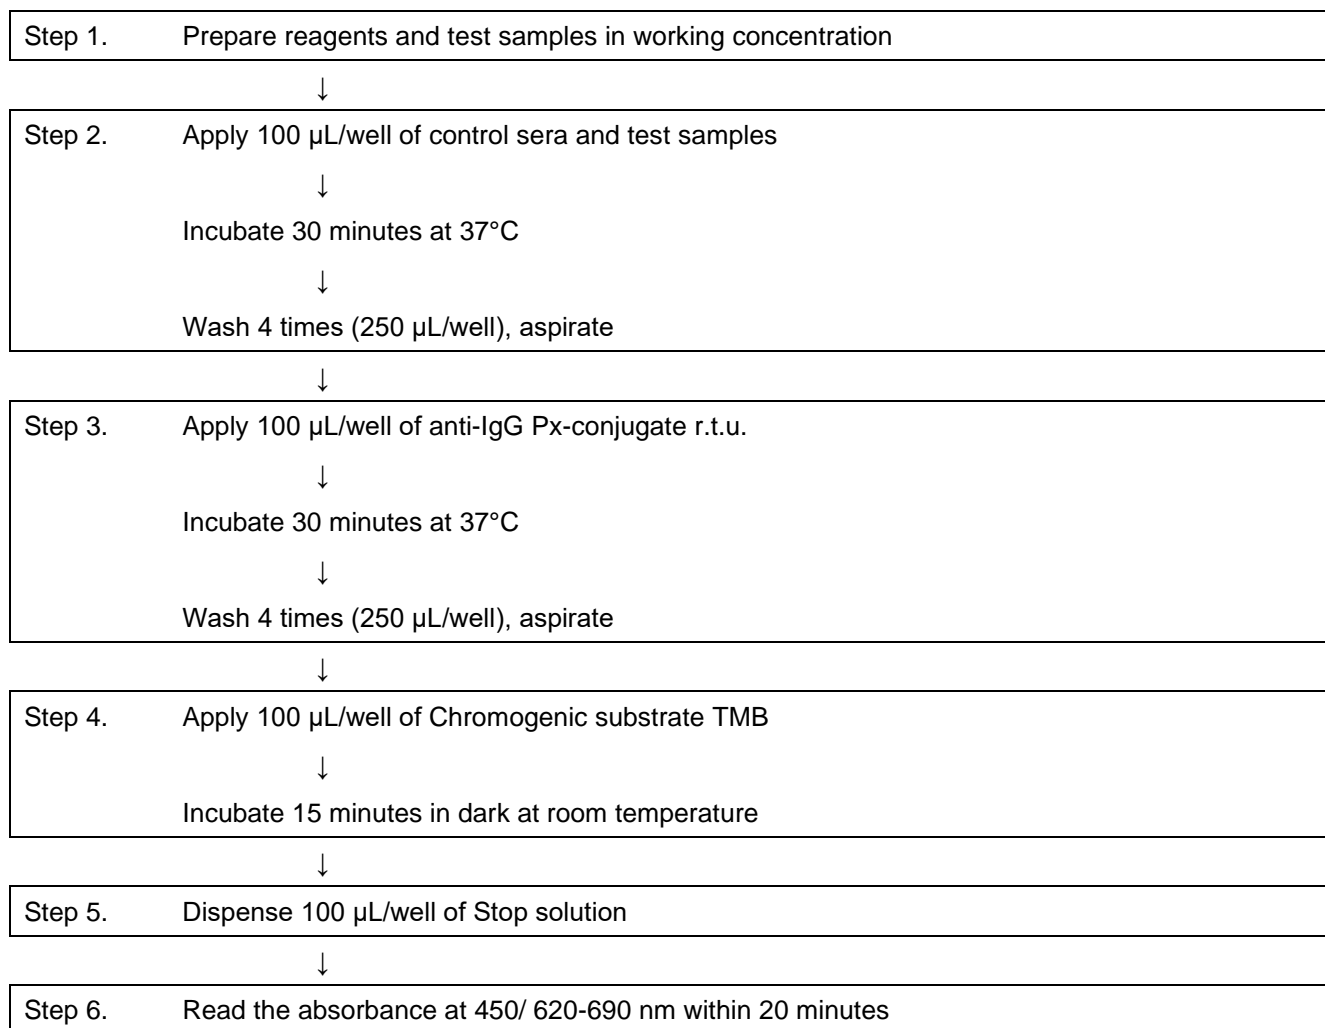 Step 1. Prepare reagents and test samples in working concentration
↓
Step 2. Apply 100 µL/well of control sera and test samples
↓
Incubate 30 minutes at 37°C
↓
Wash 4 times (250 µL/well), aspirate
↓
Step 3. Apply 100 µL/well of anti-IgG Px-conjugate r.t.u.
↓
Incubate 30 minutes at 37°C
↓
Wash 4 times (250 µL/well), aspirate
↓
Step 4. Apply 100 µL/well of Chromogenic substrate TMB
↓
Incubate 15 minutes in dark at room temperature
↓
Step 5. Dispense 100 µL/well of Stop solution
↓
Step 6. Read the absorbance at 450/ 620-690 nm within 20 minutes